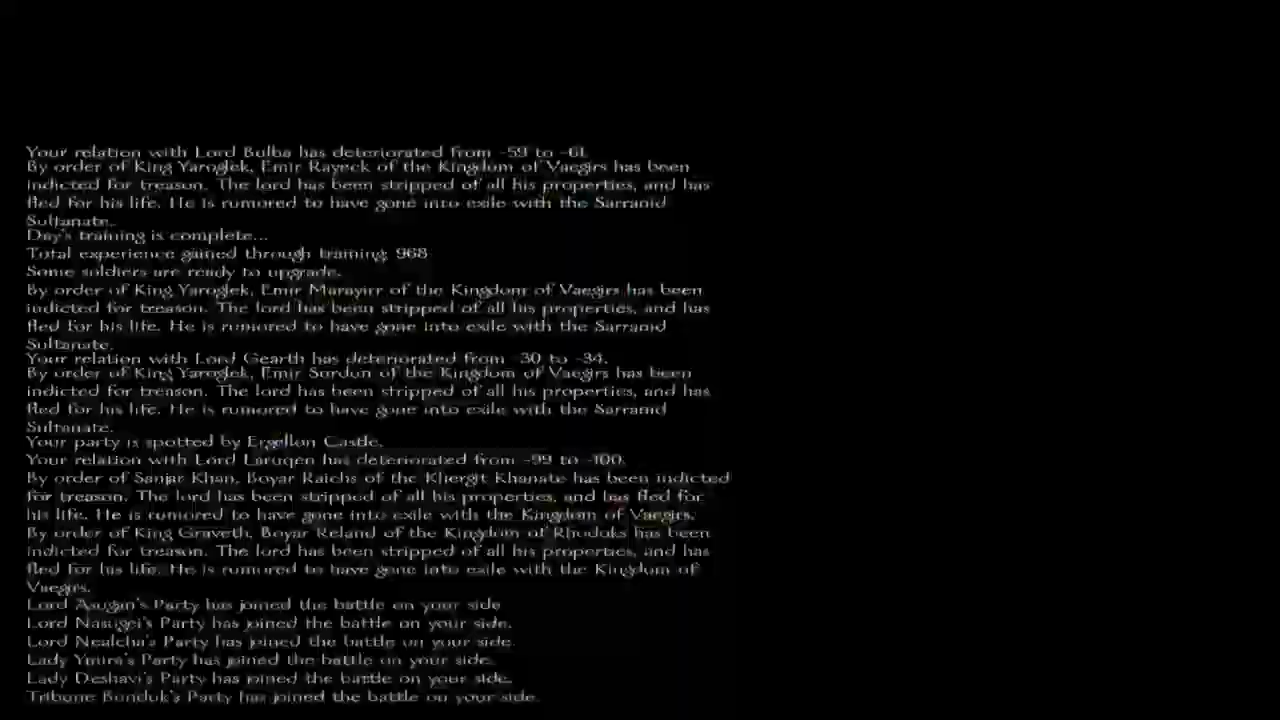 Your relation with Lord Bulba has deteriorated from -59 to -61.
By order of King Yaroglek, Emir Rayeck of the Kingdom of Vaegirs has been
indicted for treason. The lord has been stripped of all his properties, and has
fled for his life. He is rumored to have gone into exile with the Sarranid
Sultanate.
Day's training is complete...
Total experience gained through training: 968
Some soldiers are ready to upgrade.
By order of King Yaroglek, Emir Murayirr of the Kingdom of Vaegirs has been
indicted for treason. The lord has been stripped of all his properties, and has
fled for his life. He is rumored to have gone into exile with the Sarranid
Sultanate.
Your relation with Lord Gearth has deteriorated from -30 to -34.
By order of King Yaroglek, Emir Sordun of the Kingdom of Vaegirs has been
indicted for treason. The lord has been stripped of all his properties, and has
fled for his life. He is rumored to have gone into exile with the Sarranid
Sultanate.
Your party is spotted by Ergellon Castle.
Your relation with Lord Laruqen has deteriorated from -99 to -100.
By order of Sanjar Khan, Boyar Raichs of the Khergit Khanate has been indicted
for treason. The lord has been stripped of all his properties, and has fled for
his life. He is rumored to have gone into exile with the Kingdom of Vaegirs.
By order of King Graveth, Boyar Reland of the Kingdom of Rhodoks has been
indicted for treason. The lord has been stripped of all his properties, and has
fled for his life. He is rumored to have gone into exile with the Kingdom of
Vaegirs.
Lord Asugan's Party has joined the battle on your side.
Lord Nasugei's Party has joined the battle on your side.
Lord Nealcha's Party has joined the battle on your side.
Lady Ymira's Party has joined the battle on your side.
Lady Deshavi's Party has joined the battle on your side.
Tribune Bunduk's Party has joined the battle on your side.